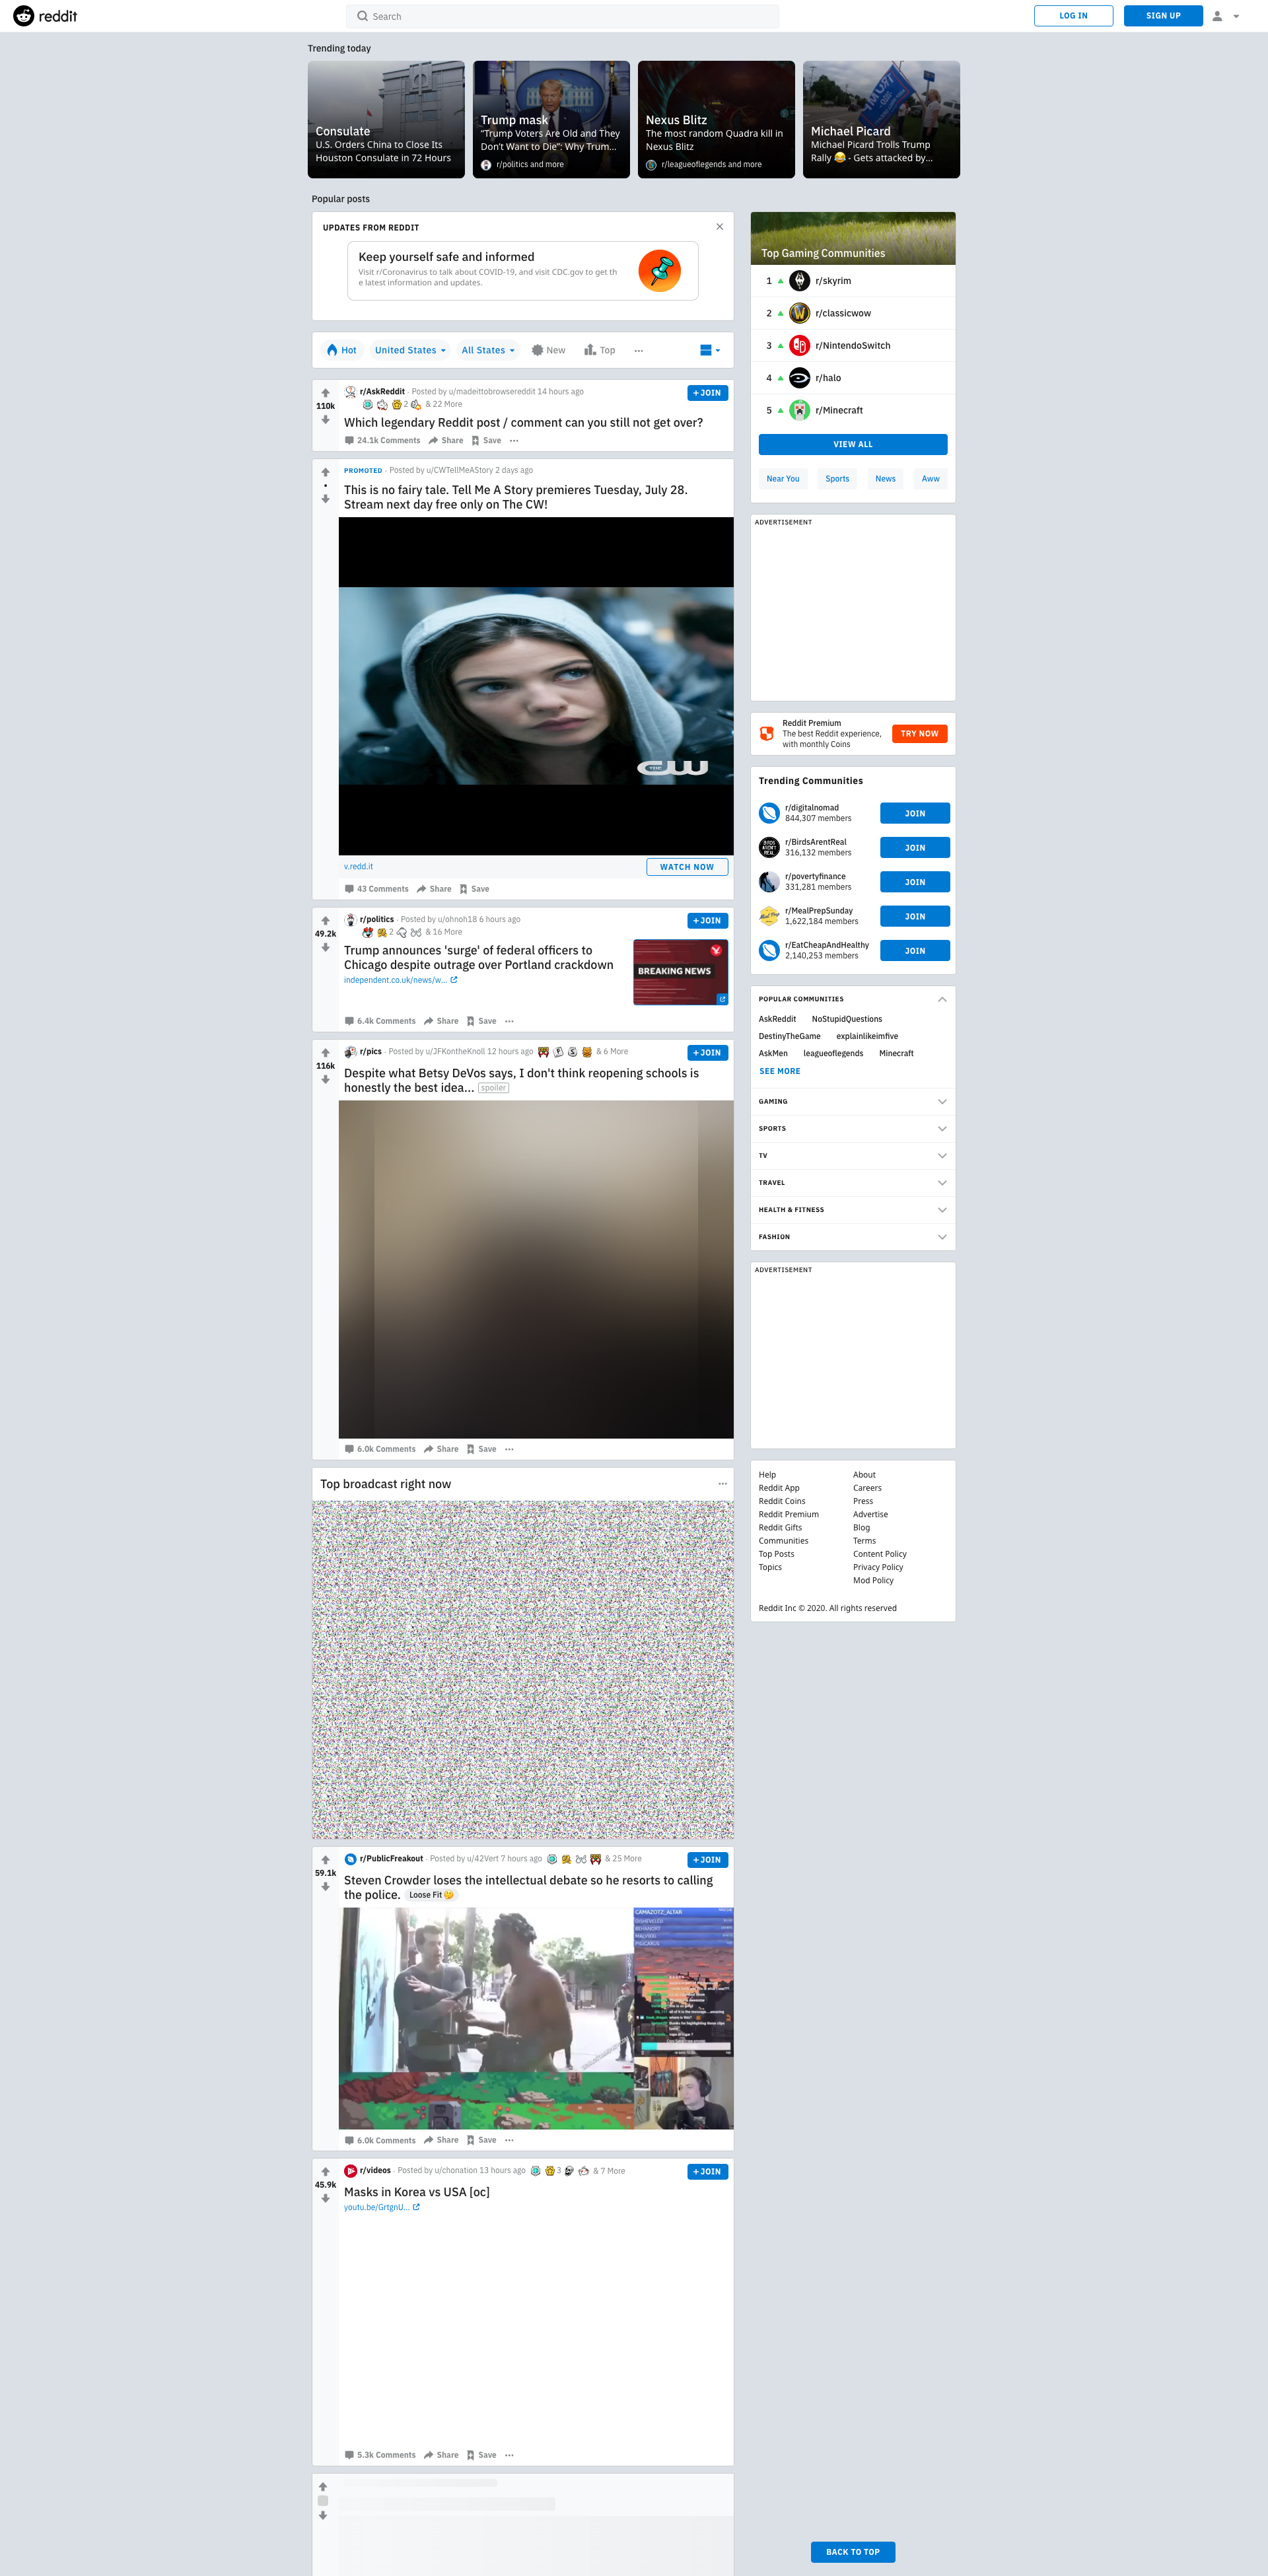 reddit
Search
LOG IN
SIGN UP
Trending today
Consulate
U.S. Orders China to Close Its
Houston Consulate in 72 Hours
Trump mask
“Trump Voters Are Old and They
Don’t Want to Die”: Why Trum...
r/politics and more
Nexus Blitz
The most random Quadra kill in
Nexus Blitz
r/leagueoflegends and more
Michael Picard
Michael Picard Trolls Trump
Rally 😂 - Gets attacked by...
Popular posts
UPDATES FROM REDDIT
Keep yourself safe and informed
Visit r/Coronavirus to talk about COVID-19, and visit CDC.gov to get th
e latest information and updates.
Hot
United States
All States
New
Top
110k
r/AskReddit · Posted by u/madeittobrowsereddit 14 hours ago
2 & 22 More
+ JOIN
Which legendary Reddit post / comment can you still not get over?
24.1k Comments Share Save
PROMOTED · Posted by u/CWTellMeAStory 2 days ago
This is no fairy tale. Tell Me A Story premieres Tuesday, July 28.
Stream next day free only on The CW!
THE CW
v.redd.it
WATCH NOW
43 Comments Share Save
49.2k
r/politics · Posted by u/ohnoh18 6 hours ago
2 & 16 More
+ JOIN
Trump announces 'surge' of federal officers to
Chicago despite outrage over Portland crackdown
independent.co.uk/news/w...
BREAKING NEWS
6.4k Comments Share Save
116k
r/pics · Posted by u/JFKontheKnoll 12 hours ago & 6 More
+ JOIN
Despite what Betsy DeVos says, I don't think reopening schools is
honestly the best idea... spoiler
6.0k Comments Share Save
Top broadcast right now
59.1k
r/PublicFreakout · Posted by u/42Vert 7 hours ago & 25 More
+ JOIN
Steven Crowder loses the intellectual debate so he resorts to calling
the police. Loose Fit 🤔
CAMAZOTZ_ALTAR
6.0k Comments Share Save
45.9k
r/videos · Posted by u/chonation 13 hours ago 3 & 7 More
+ JOIN
Masks in Korea vs USA [oc]
youtu.be/GrtgnU...
5.3k Comments Share Save
Top Gaming Communities
1 r/skyrim
2 r/classicwow
3 r/NintendoSwitch
4 r/halo
5 r/Minecraft
VIEW ALL
Near You Sports News Aww
ADVERTISEMENT
Reddit Premium
The best Reddit experience,
with monthly Coins
TRY NOW
Trending Communities
r/digitalnomad
844,307 members
JOIN
BIRDS
AREN'T
REAL
r/BirdsArentReal
316,132 members
JOIN
r/povertyfinance
331,281 members
JOIN
r/MealPrepSunday
1,622,184 members
JOIN
r/EatCheapAndHealthy
2,140,253 members
JOIN
POPULAR COMMUNITIES
AskReddit NoStupidQuestions
DestinyTheGame explainlikeimfive
AskMen leagueoflegends Minecraft
SEE MORE
GAMING
SPORTS
TV
TRAVEL
HEALTH & FITNESS
FASHION
ADVERTISEMENT
Help
Reddit App
Reddit Coins
Reddit Premium
Reddit Gifts
Communities
Top Posts
Topics
About
Careers
Press
Advertise
Blog
Terms
Content Policy
Privacy Policy
Mod Policy
Reddit Inc © 2020. All rights reserved
BACK TO TOP